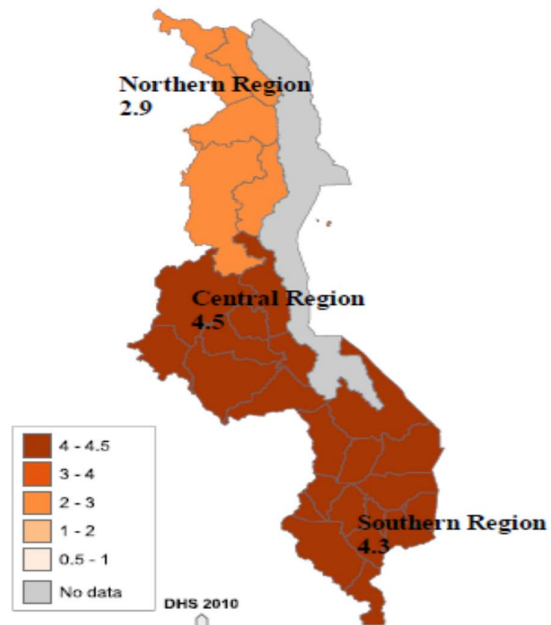 Northern Region
2.9
Central Region
4.5
4 - 4.5
3 - 4
2 - 3
1 - 2
0.5 - 1
No data
Southern Region
4.3
DHS 2010